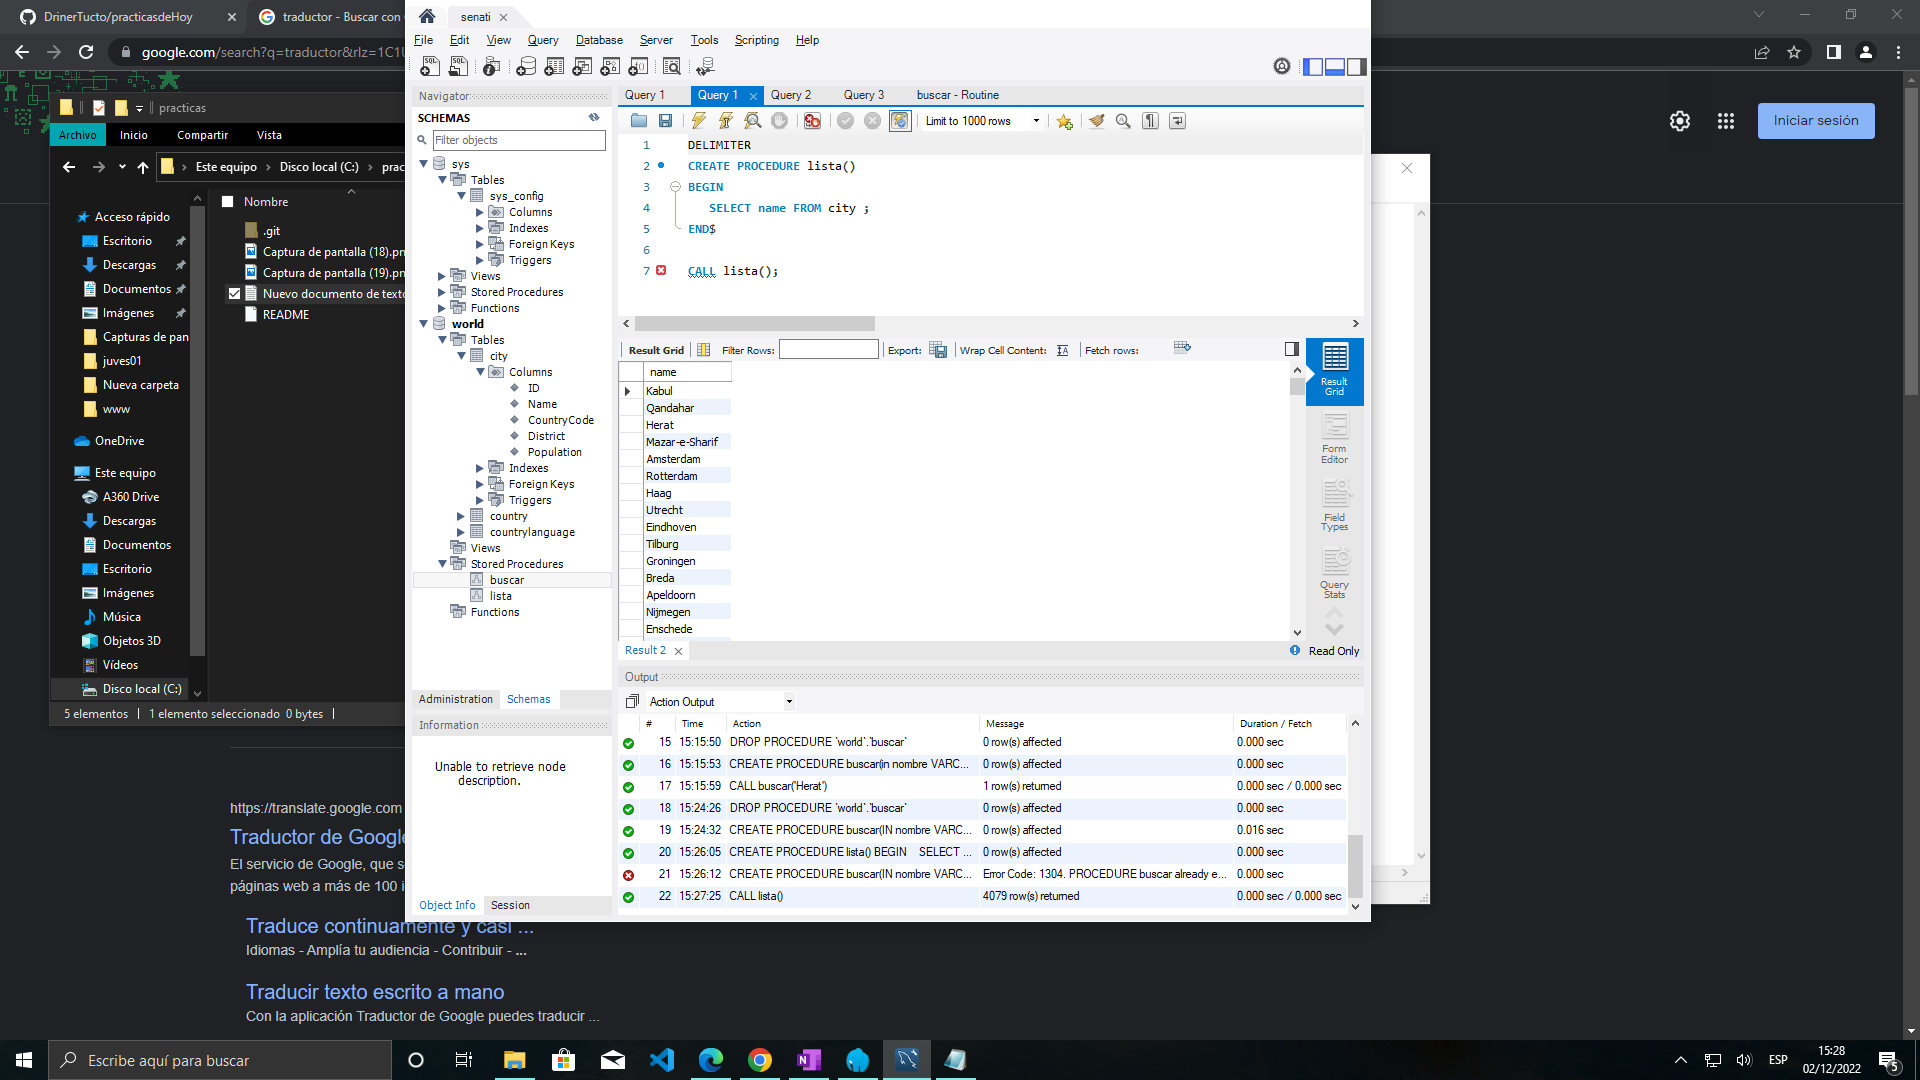 DrinerTucto/practicasdeHoy
traductor - Buscar con
google.com/search?q=traductor&rlz=1C1
Iniciar sesión
practicas
Archivo Inicio Compartir Vista
Este equipo Disco local (C:) prac
Nombre
Acceso rápido
Escritorio
Descargas
Documentos
Imágenes
Capturas de pan
juves01
Nueva carpeta
www
OneDrive
Este equipo
A360 Drive
Descargas
Documentos
Escritorio
Imágenes
Música
Objetos 3D
Vídeos
Disco local (C:)
.git
Captura de pantalla (18).pn
Captura de pantalla (19).pn
Nuevo documento de texto
README
5 elementos 1 elemento seleccionado 0 bytes
https://translate.google.com
Traductor de Google
El servicio de Google, que s
páginas web a más de 100 i
Traduce continuamente y casi ...
Idiomas - Amplía tu audiencia - Contribuir - ...
Traducir texto escrito a mano
Con la aplicación Traductor de Google puedes traducir ...
senati
File Edit View Query Database Server Tools Scripting Help
Navigator
SCHEMAS
Filter objects
sys
Tables
sys_config
Columns
Indexes
Foreign Keys
Triggers
Views
Stored Procedures
Functions
world
Tables
city
Columns
ID
Name
CountryCode
District
Population
Indexes
Foreign Keys
Triggers
country
countrylanguage
Views
Stored Procedures
buscar
lista
Functions
Administration Schemas
Information
Unable to retrieve node
description.
Object Info Session
Query 1 Query 1 Query 2 Query 3 buscar - Routine
Limit to 1000 rows
1 DELIMITER
2 CREATE PROCEDURE lista()
3 BEGIN
4 SELECT name FROM city ;
5 END$
6
7 CALL lista();
Result Grid Filter Rows: Export: Wrap Cell Content: Fetch rows:
name
Kabul
Qandahar
Herat
Mazar-e-Sharif
Amsterdam
Rotterdam
Haag
Utrecht
Eindhoven
Tilburg
Groningen
Breda
Apeldoorn
Nijmegen
Enschede
Result
Grid
Form
Editor
Field
Types
Query
Stats
Result 2 Read Only
Output
Action Output
# Time Action Message Duration / Fetch
15 15:15:50 DROP PROCEDURE `world`.`buscar` 0 row(s) affected 0.000 sec
16 15:15:53 CREATE PROCEDURE buscar(in nombre VARC... 0 row(s) affected 0.000 sec
17 15:15:59 CALL buscar('Herat') 1 row(s) returned 0.000 sec / 0.000 sec
18 15:24:26 DROP PROCEDURE `world`.`buscar` 0 row(s) affected 0.000 sec
19 15:24:32 CREATE PROCEDURE buscar(IN nombre VARC... 0 row(s) affected 0.016 sec
20 15:26:05 CREATE PROCEDURE lista() BEGIN SELECT ... 0 row(s) affected 0.000 sec
21 15:26:12 CREATE PROCEDURE buscar(IN nombre VARC... Error Code: 1304. PROCEDURE buscar already e... 0.000 sec
22 15:27:25 CALL lista() 4079 row(s) returned 0.000 sec / 0.000 sec
Escribe aquí para buscar
ESP
15:28
02/12/2022
5